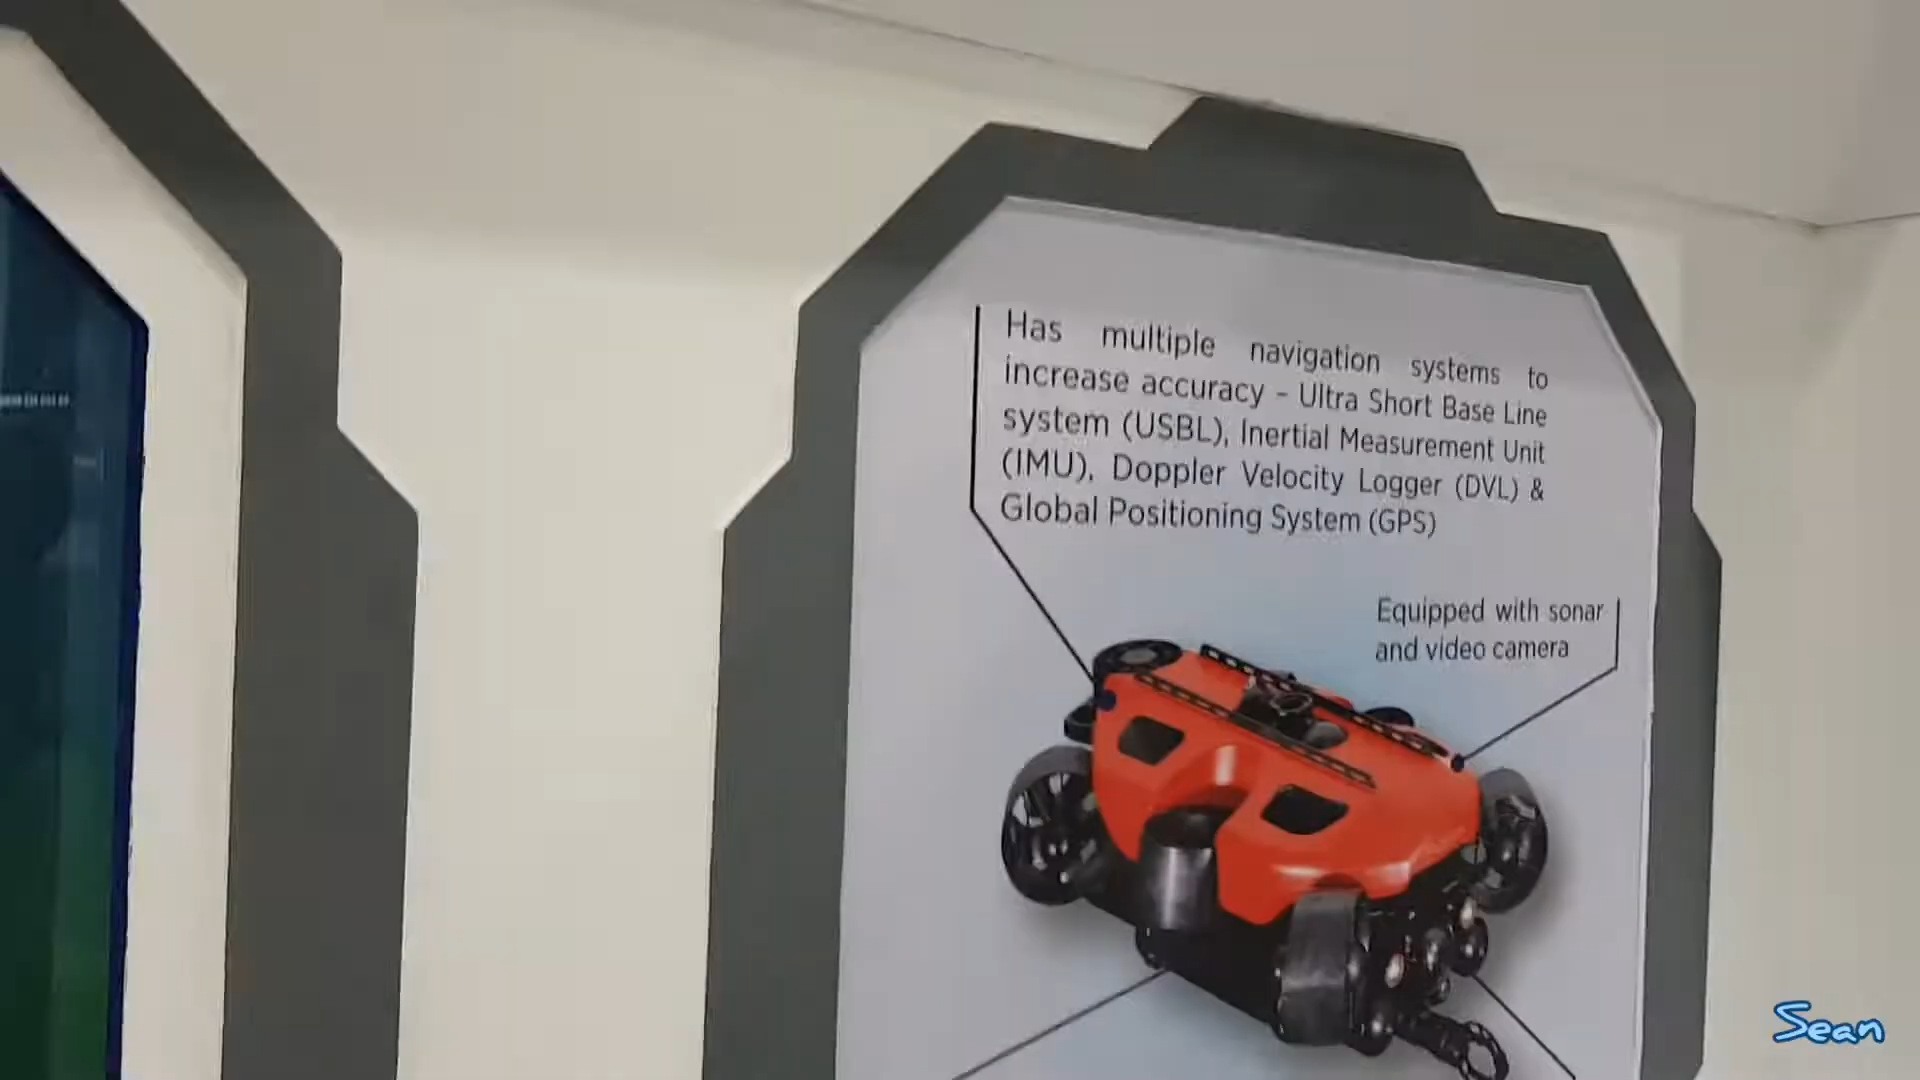 Has multiple navigation systems to
increase accuracy - Ultra Short Base Line
system (USBL), Inertial Measurement Unit
(IMU), Doppler Velocity Logger (DVL) &
Global Positioning System (GPS)
Equipped with sonar
and video camera
Sean